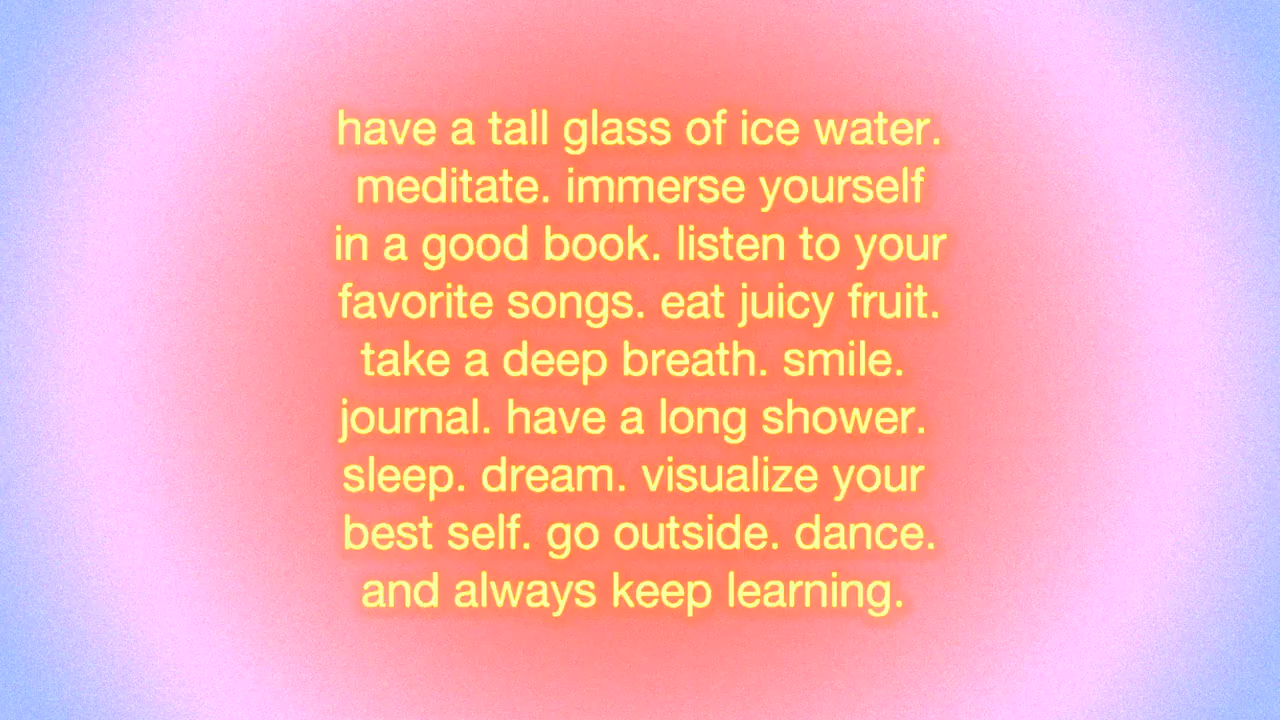 have a tall glass of ice water.
meditate. immerse yourself
in a good book. listen to your
favorite songs. eat juicy fruit.
take a deep breath. smile.
journal. have a long shower.
sleep. dream. visualize your
best self. go outside. dance.
and always keep learning.